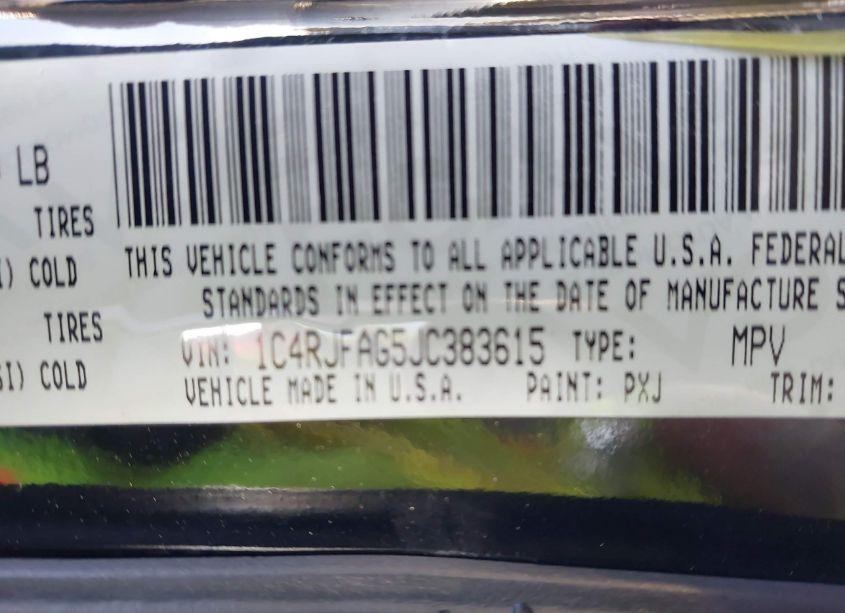 LB
TIRES
COLD
TIRES
COLD
THIS VEHICLE CONFORMS TO ALL APPLICABLE U.S.A. FEDERAL
STANDARDS IN EFFECT ON THE DATE OF MANUFACTURE S
VIN: 1C4RJFAG5JC383615 TYPE: MPV
VEHICLE MADE IN U.S.A. PAINT: PXJ TRIM: